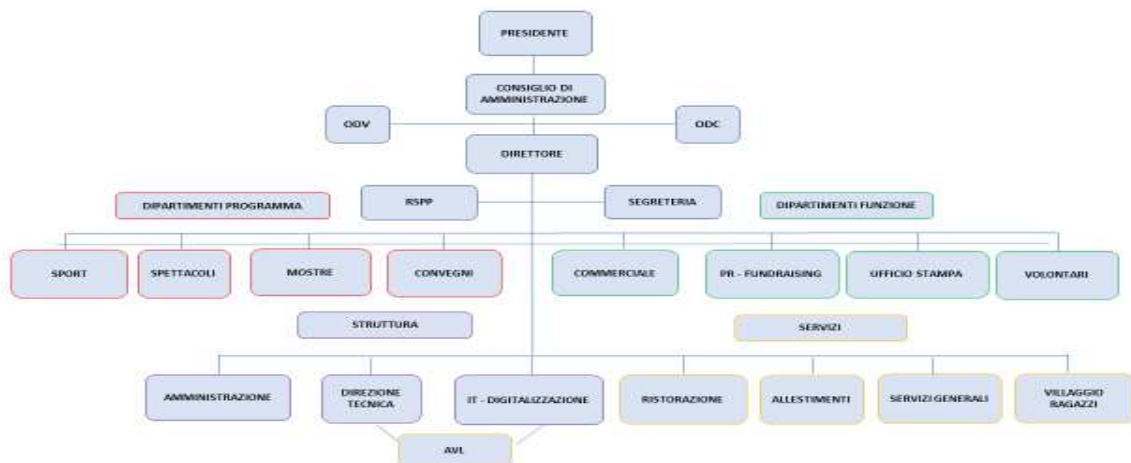 PRESIDENTE
CONSIGLIO DI
AMMINISTRAZIONE
ODV
ODC
DIRETTORE
DIPARTIMENTI PROGRAMMA
RSPP
SEGRETERIA
DIPARTIMENTI FUNZIONE
SPORT
SPETTACOLI
MOSTRE
CONVEGNI
COMMERCIALE
PR - FUNDRAISING
UFFICIO STAMPA
VOLONTARI
STRUTTURA
SERVIZI
AMMINISTRAZIONE
DIREZIONE
TECNICA
IT - DIGITALIZZAZIONE
RISTORAZIONE
ALLESTIMENTI
SERVIZI GENERALI
VILLAGGIO
RAGAZZI
AVL